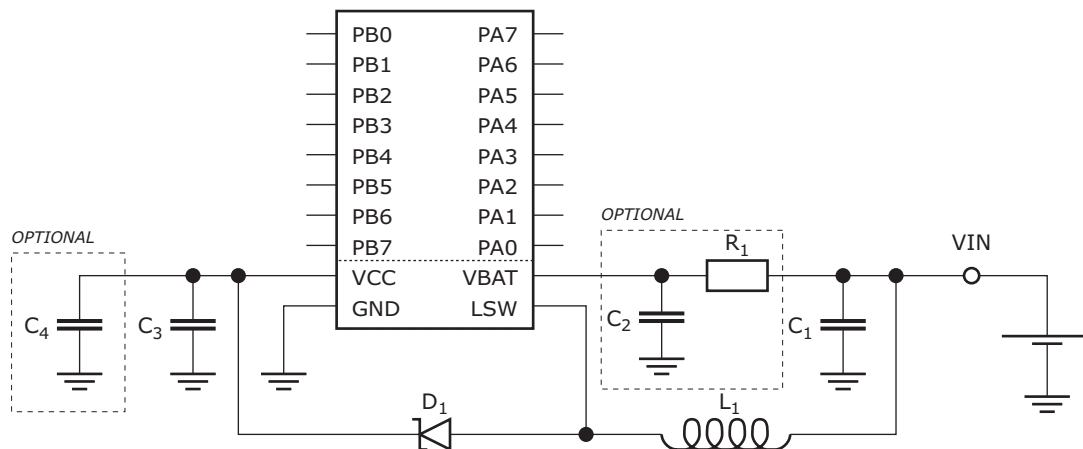 PB0 PA7
PB1 PA6
PB2 PA5
PB3 PA4
PB4 PA3
PB5 PA2
PB6 PA1
OPTIONAL
PB7 PA0
OPTIONAL
R1
VIN
VCC VBAT
GND LSW
C4
C3
C2
C1
D1
L1